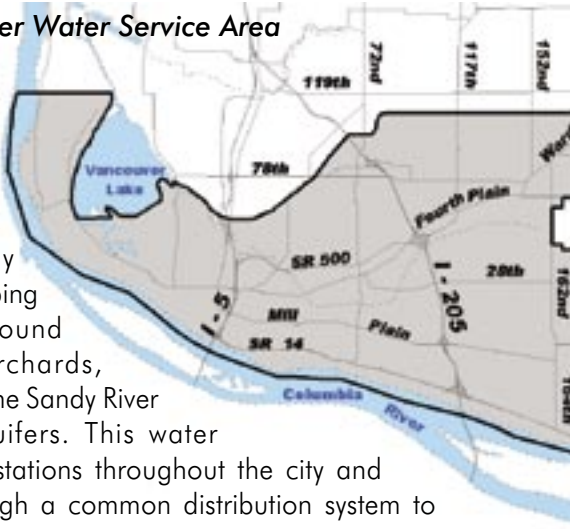 er Water Service Area
72nd
117th
152nd
119th
78th
Vancouver
Lake
Fourth Plain
SR 500
28th
162nd
I - 5
I - 205
Mill
Plain
SR 14
Columbia
River
y
ping
ound
rchards,
he Sandy River
uifers. This water
stations throughout the city and
gh a common distribution system to